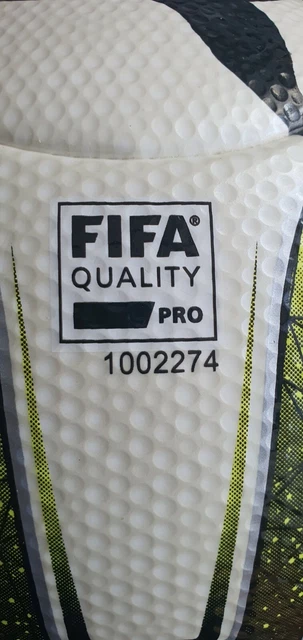 FIFA®
QUALITY
PRO
1002274